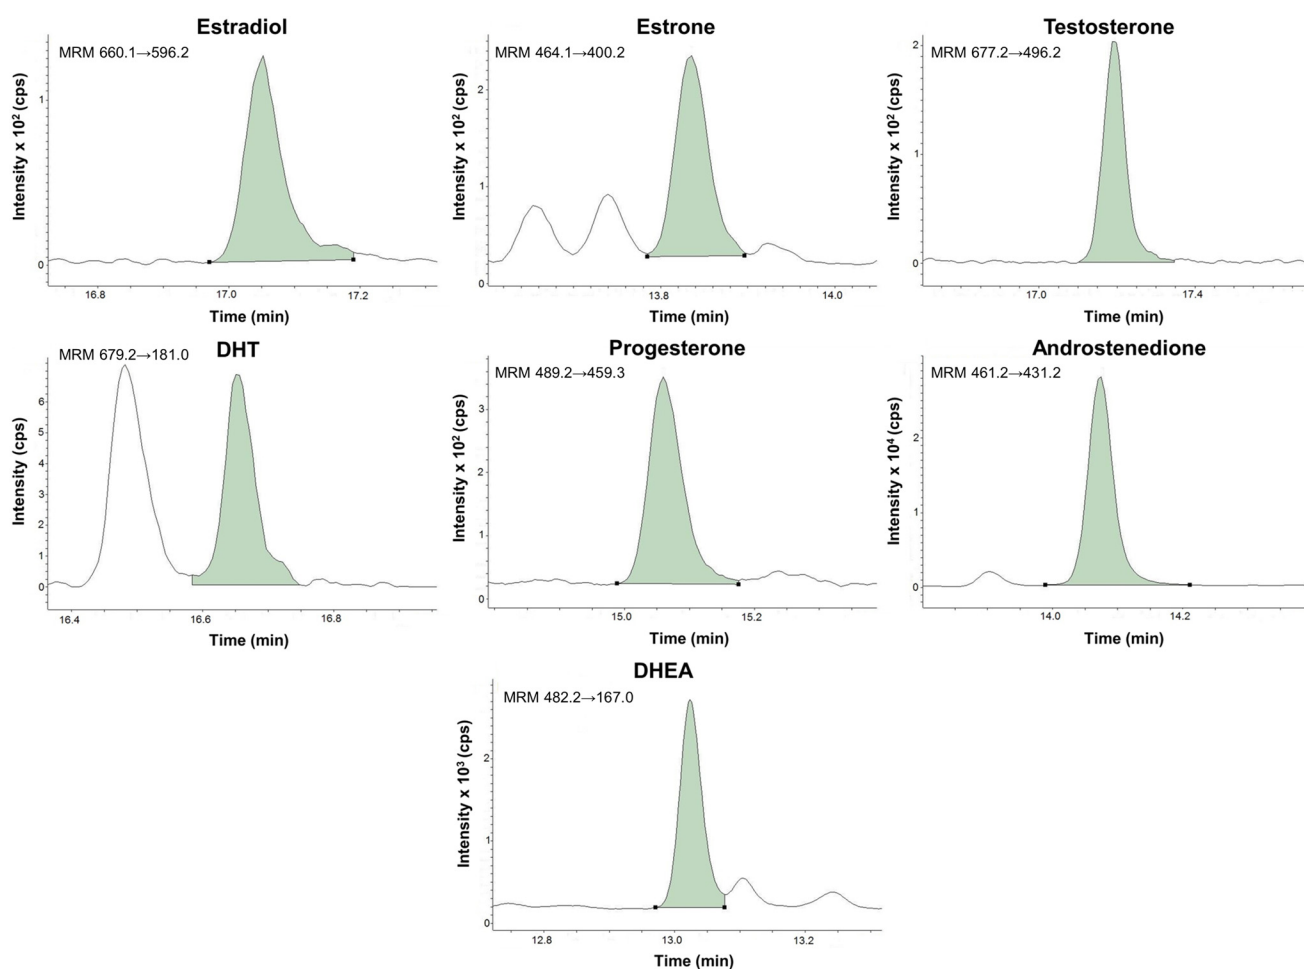 Estradiol
MRM 660.1→596.2
Intensity x 10² (cps)
1
0
16.8 17.0 17.2
Time (min)
Estrone
MRM 464.1→400.2
Intensity x 10² (cps)
2
1
0
13.8 14.0
Time (min)
Testosterone
MRM 677.2→496.2
Intensity x 10² (cps)
2
1
0
17.0 17.4
Time (min)
DHT
MRM 679.2→181.0
Intensity (cps)
6
5
4
3
2
1
0
16.4 16.6 16.8
Time (min)
Progesterone
MRM 489.2→459.3
Intensity x 10² (cps)
3
2
1
0
15.0 15.2
Time (min)
Androstenedione
MRM 461.2→431.2
Intensity x 10⁴ (cps)
2
1
0
14.0 14.2
Time (min)
DHEA
MRM 482.2→167.0
Intensity x 10³ (cps)
2
1
0
12.8 13.0 13.2
Time (min)